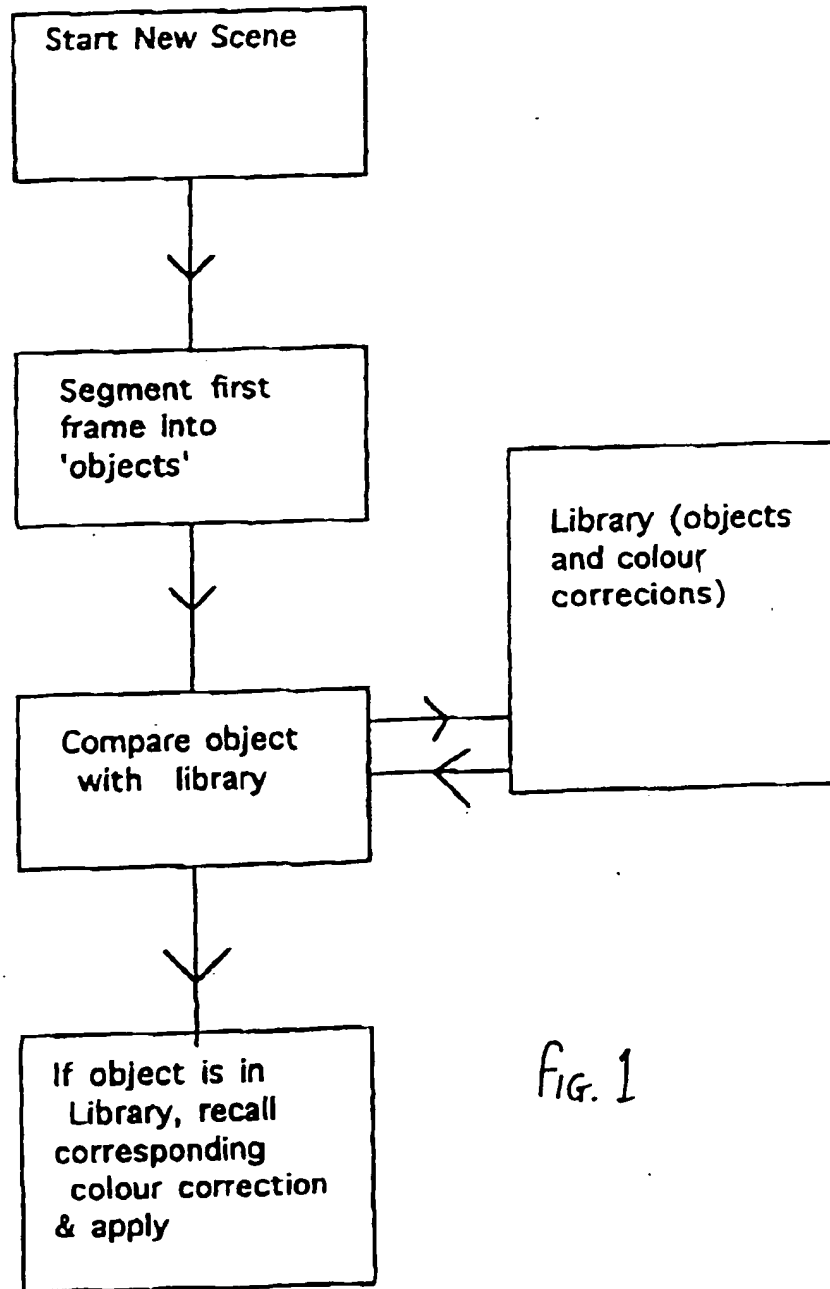 Start New Scene
Segment first
frame into
'objects'
Library (objects
and colour
correcions)
Compare object
with library
If object is in
Library, recall
corresponding
colour correction
& apply
FIG. 1